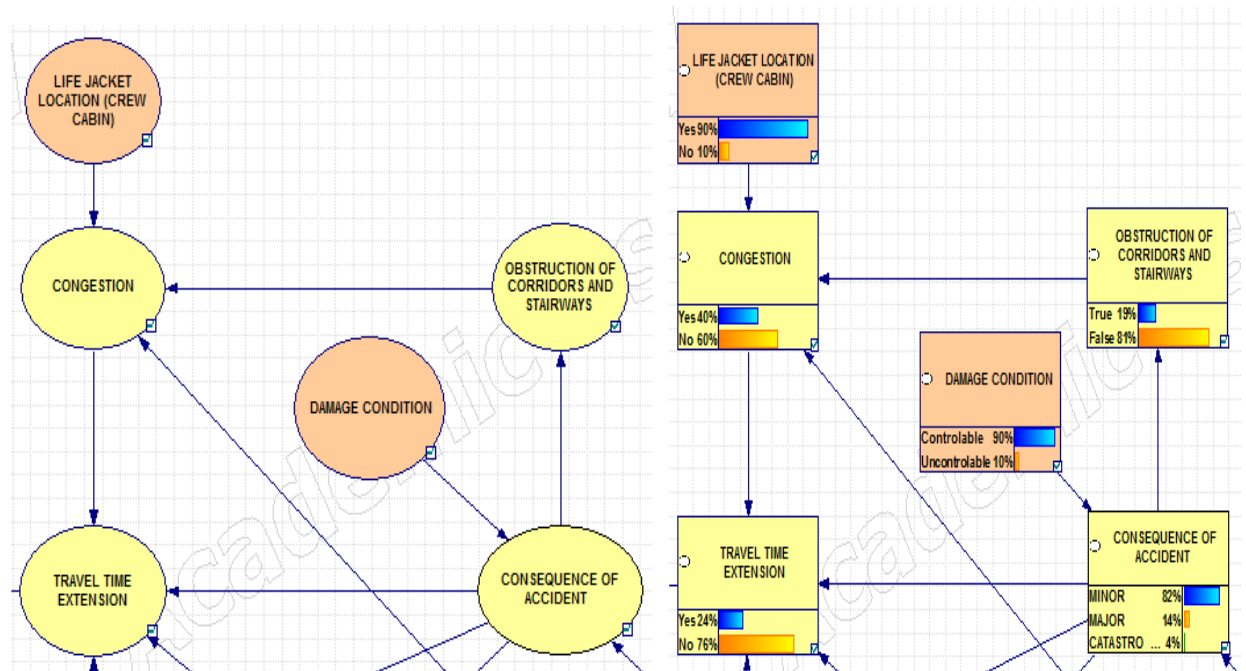 LIFE JACKET
LOCATION (CREW
CABIN)
CONGESTION
OBSTRUCTION OF
CORRIDORS AND
STAIRWAYS
DAMAGE CONDITION
TRAVEL TIME
EXTENSION
CONSEQUENCE OF
ACCIDENT
LIFE JACKET LOCATION
(CREW CABIN)
Yes 90%
No 10%
CONGESTION
Yes 40%
No 60%
OBSTRUCTION OF
CORRIDORS AND
STAIRWAYS
True 19%
False 81%
DAMAGE CONDITION
Controlable 90%
Uncontrolable 10%
TRAVEL TIME
EXTENSION
Yes 24%
No 76%
CONSEQUENCE OF
ACCIDENT
MINOR 82%
MAJOR 14%
CATASTRO ... 4%